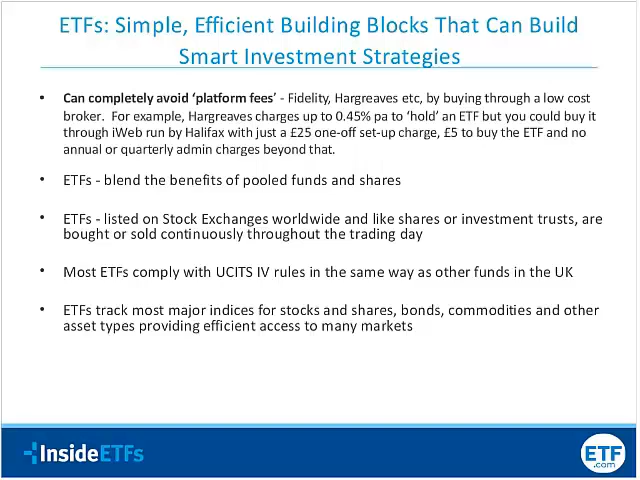 ETFs: Simple, Efficient Building Blocks That Can Build
Smart Investment Strategies
• Can completely avoid ‘platform fees’ - Fidelity, Hargreaves etc, by buying through a low cost
broker. For example, Hargreaves charges up to 0.45% pa to ‘hold’ an ETF but you could buy it
through iWeb run by Halifax with just a £25 one-off set-up charge, £5 to buy the ETF and no
annual or quarterly admin charges beyond that.
• ETFs - blend the benefits of pooled funds and shares
• ETFs - listed on Stock Exchanges worldwide and like shares or investment trusts, are
bought or sold continuously throughout the trading day
• Most ETFs comply with UCITS IV rules in the same way as other funds in the UK
• ETFs track most major indices for stocks and shares, bonds, commodities and other
asset types providing efficient access to many markets
InsideETFs
ETF
.com